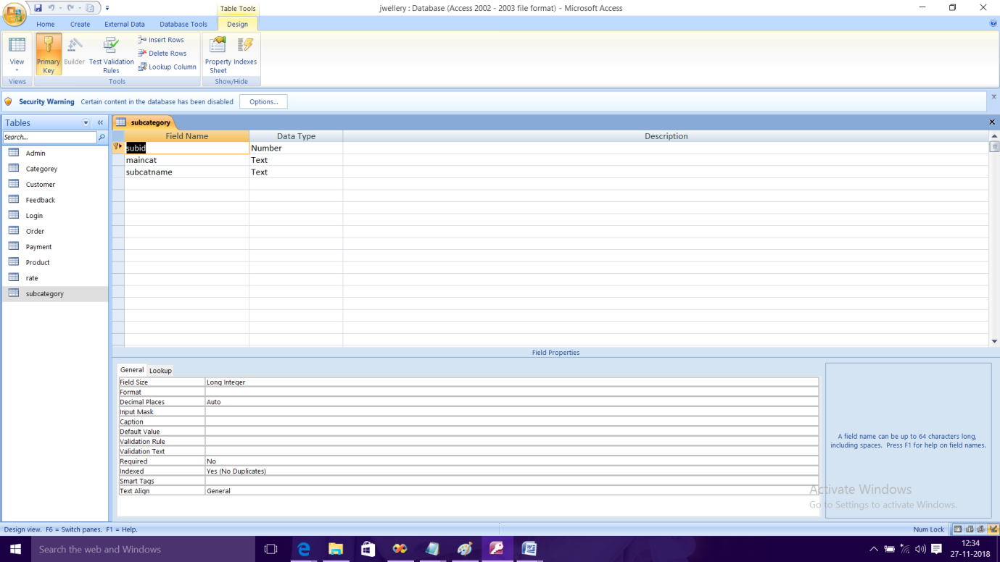 jwellery : Database (Access 2002 - 2003 file format) - Microsoft Access
Table Tools
Home Create External Data Database Tools Design
View
Primary Key
Builder
Test Validation Rules
Insert Rows
Delete Rows
Lookup Column
Property Sheet
Indexes
Views
Tools
Show/Hide
Security Warning Certain content in the database has been disabled Options...
Tables
Search...
Admin
Categorey
Customer
Feedback
Login
Order
Payment
Product
rate
subcategory
subcategory
Field Name Data Type Description
subid Number
maincat Text
subcatname Text
Field Properties
General Lookup
Field Size Long Integer
Format
Decimal Places Auto
Input Mask
Caption
Default Value
Validation Rule
Validation Text
Required No
Indexed Yes (No Duplicates)
Smart Tags
Text Align General
A field name can be up to 64 characters long,
including spaces. Press F1 for help on field names.
Activate Windows
Go to Settings to activate Windows.
Design view. F6 = Switch panes. F1 = Help.
Num Lock
Search the web and Windows
12:34
27-11-2018